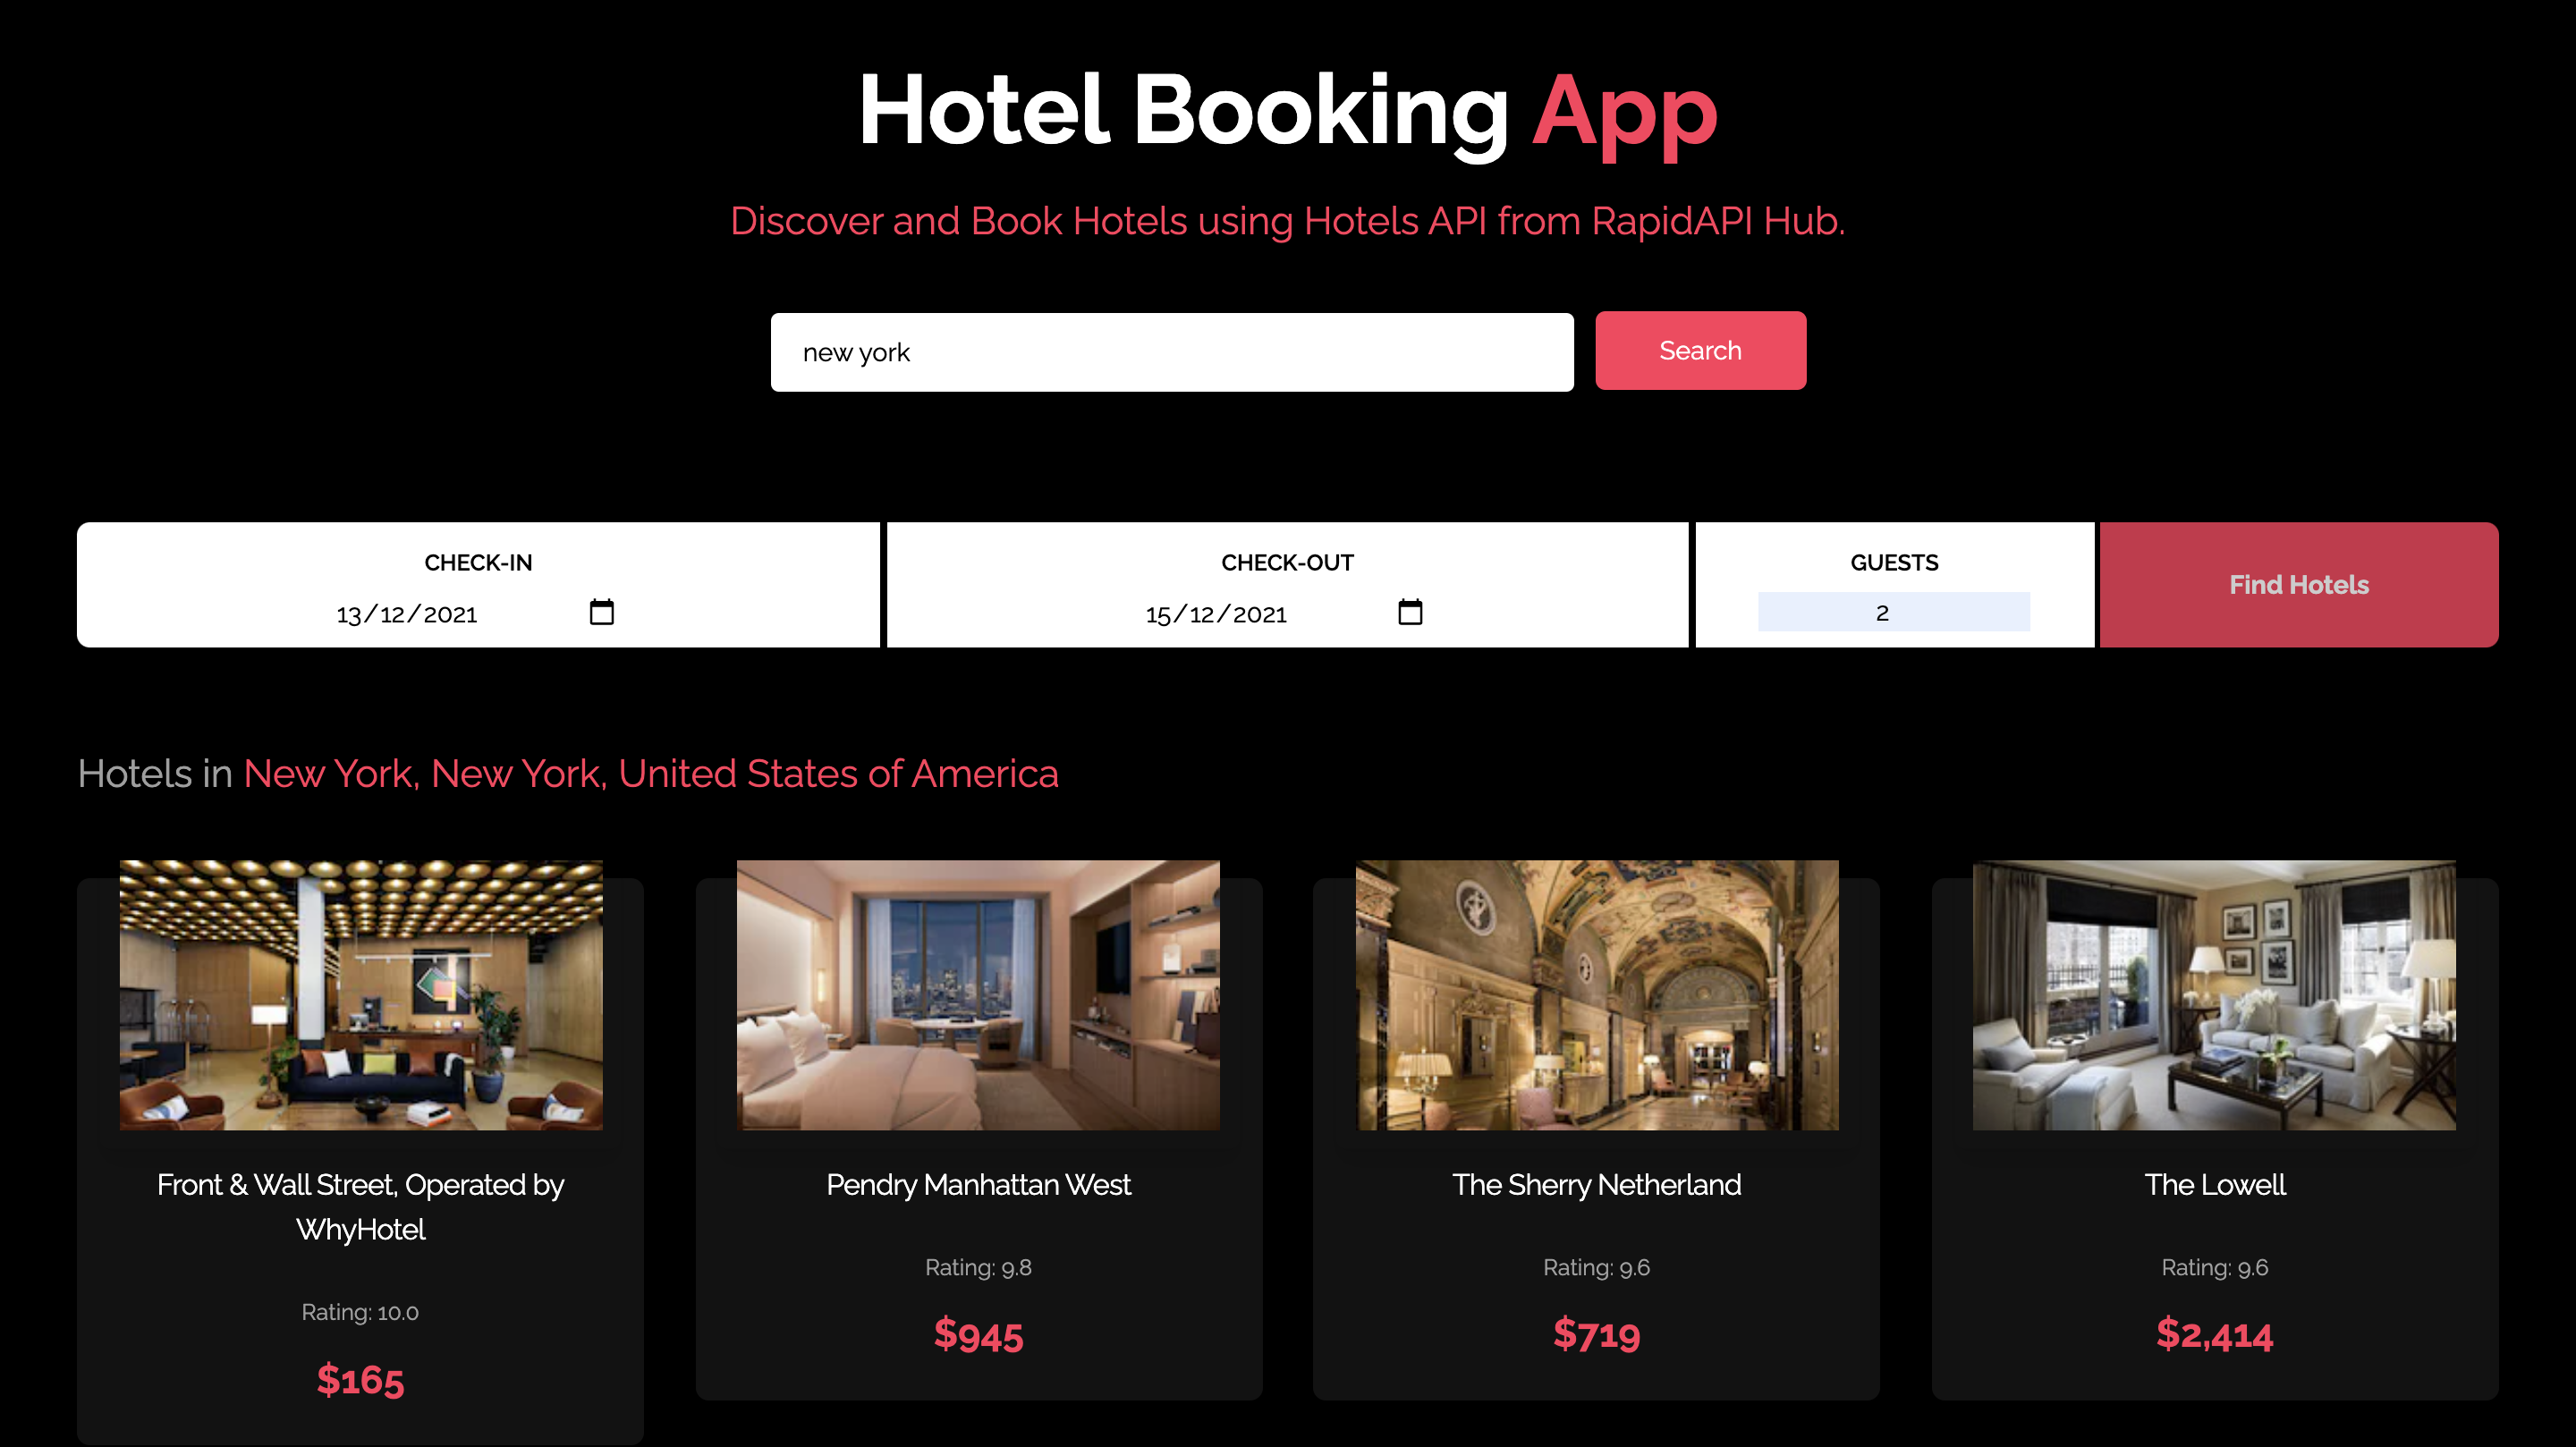 Hotel Booking App
Discover and Book Hotels using Hotels API from RapidAPI Hub.
new york
Search
CHECK-IN
13/12/2021
CHECK-OUT
15/12/2021
GUESTS
2
Find Hotels
Hotels in New York, New York, United States of America
Front & Wall Street, Operated by
WhyHotel
Rating: 10.0
$165
Pendry Manhattan West
Rating: 9.8
$945
The Sherry Netherland
Rating: 9.6
$719
The Lowell
Rating: 9.6
$2,414